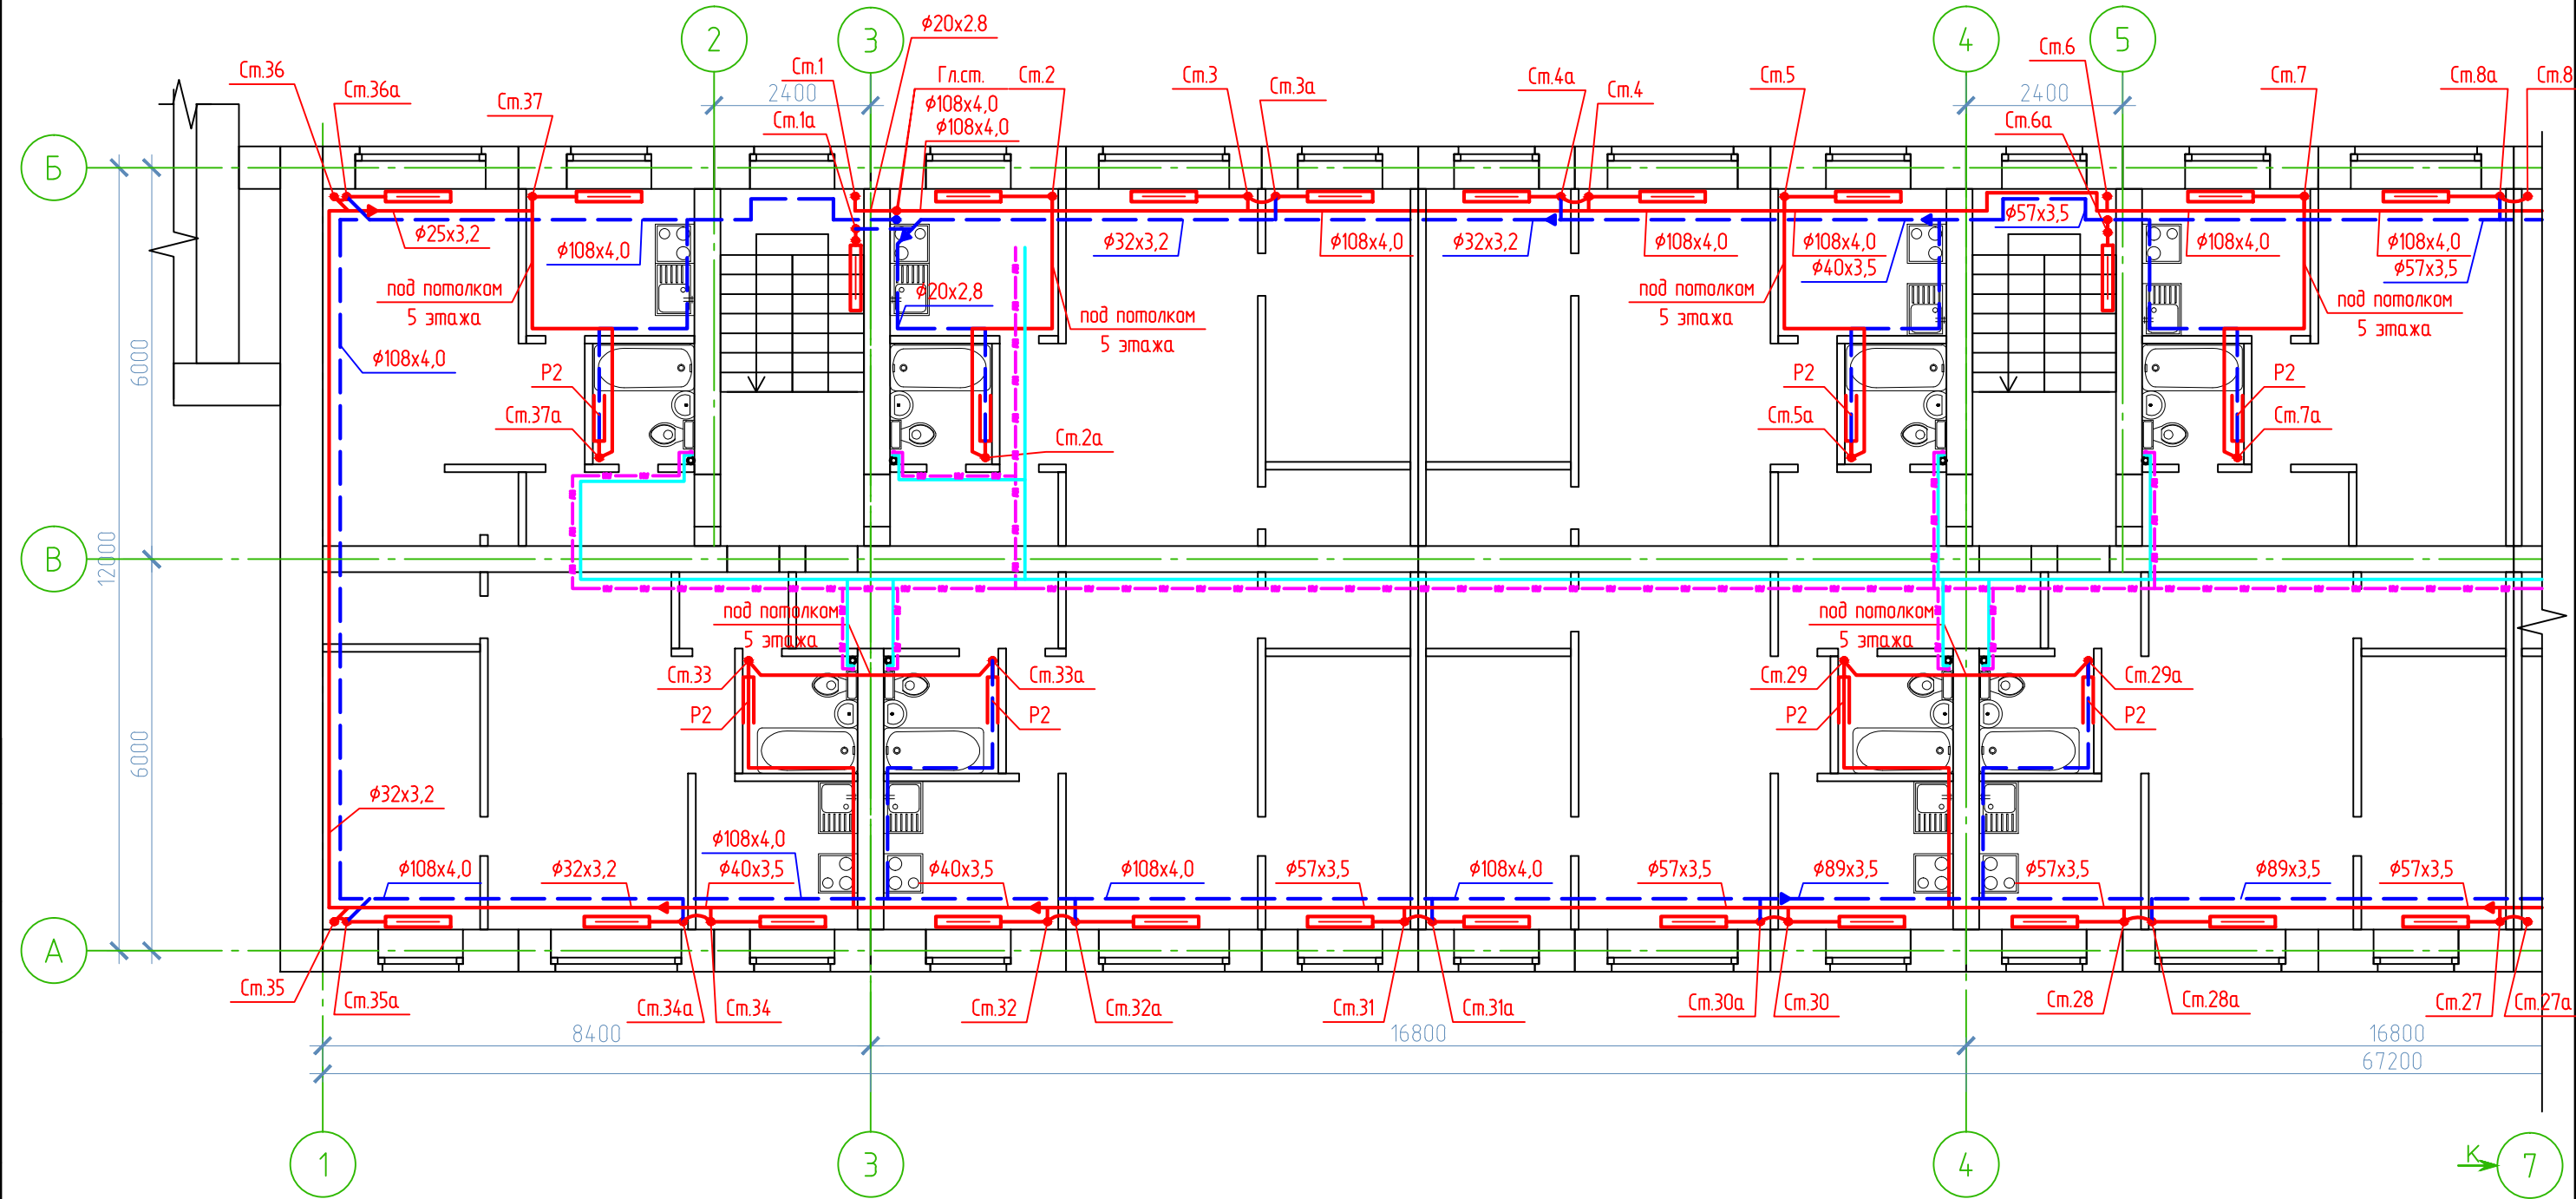 2
3
4
5
ф20х2.8
Ст.6
Ст.36
Ст.1
Гл.ст.
Ст.2
Ст.3
Ст.3а
Ст.4а
Ст.4
Ст.5
Ст.7
Ст.8а
Ст.8
Ст.36а
Ст.37
2400
ф108х4,0
2400
Ст.1а
ф108х4,0
Ст.6а
Б
ф57х3,5
ф25х3,2
ф108х4,0
ф32х3,2
ф108х4,0
ф32х3,2
ф108х4,0
ф108х4,0
ф108х4,0
ф108х4,0
ф40х3,5
ф57х3,5
под потолком
5 этажа
ф20х2,8
под потолком
5 этажа
под потолком
5 этажа
под потолком
5 этажа
6000
ф108х4,0
Р2
Р2
Р2
Ст.37а
Ст.2а
Ст.5а
Ст.7а
В
12000
под потолком
5 этажа
под потолком
5 этажа
Ст.33
Ст.33а
Ст.29
Ст.29а
Р2
Р2
Р2
Р2
6000
ф32х3,2
ф108х4,0
ф108х4,0
ф32х3,2
ф40х3,5
ф40х3,5
ф108х4,0
ф57х3,5
ф108х4,0
ф57х3,5
ф89х3,5
ф57х3,5
ф89х3,5
ф57х3,5
А
Ст.35
Ст.35а
Ст.34а
Ст.34
Ст.32
Ст.32а
Ст.31
Ст.31а
Ст.30а
Ст.30
Ст.28
Ст.28а
Ст.27
Ст.27а
8400
16800
16800
67200
1
3
4
К
7